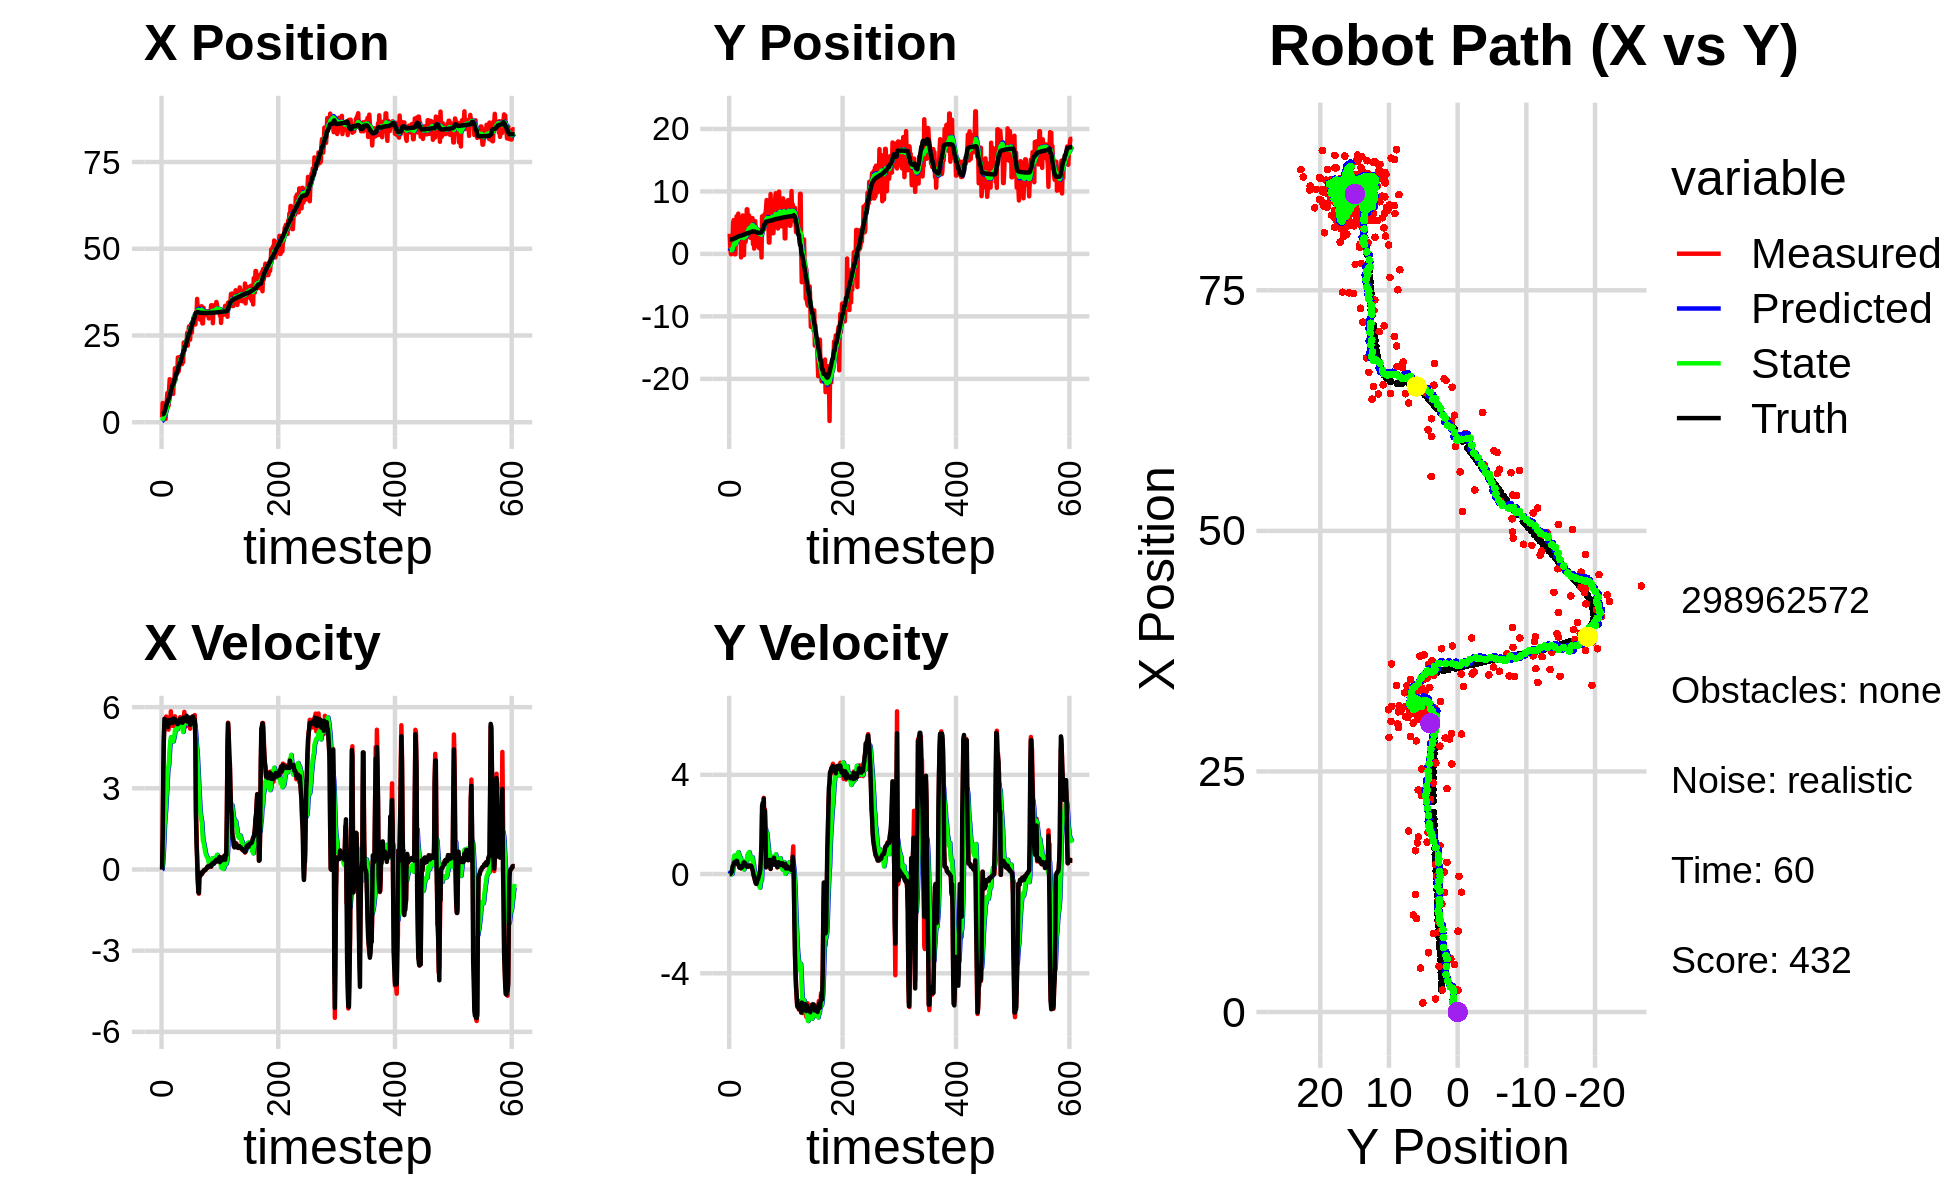 X Position
75
50
25
0
0
200
400
600
timestep
Y Position
20
10
0
-10
-20
0
200
400
600
timestep
X Velocity
6
3
0
-3
-6
0
200
400
600
timestep
Y Velocity
4
0
-4
0
200
400
600
timestep
Robot Path (X vs Y)
X Position
75
50
25
0
20 10 0 -10 -20
Y Position
variable
Measured
Predicted
State
Truth
298962572
Obstacles: none
Noise: realistic
Time: 60
Score: 432